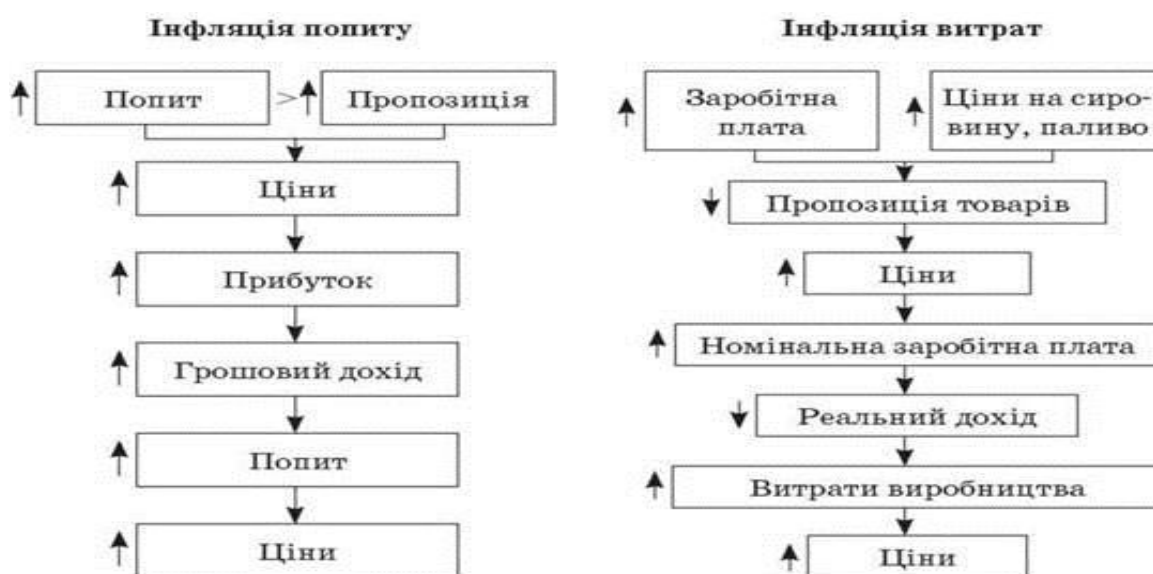 Інфляція попиту
Попит
>
Пропозиція
Ціни
Прибуток
Грошовий дохід
Попит
Ціни
Інфляція витрат
Заробітна
плата
Ціни на сиро-
вину, паливо
Пропозиція товарів
Ціни
Номінальна заробітна плата
Реальний дохід
Витрати виробництва
Ціни